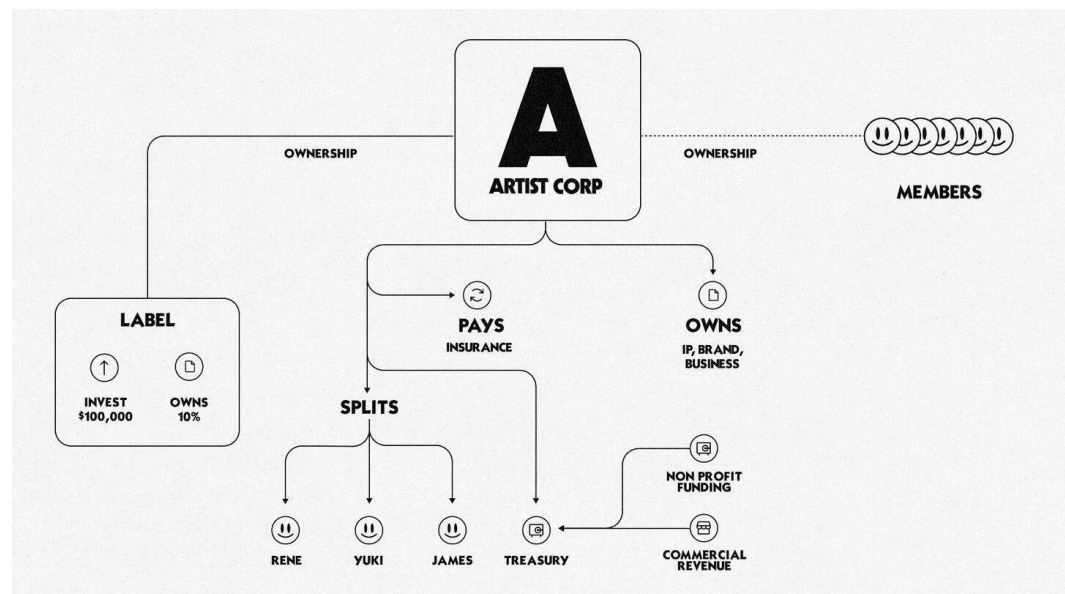 A
ARTIST CORP
OWNERSHIP
OWNERSHIP
MEMBERS
LABEL
INVEST
$100,000
OWNS
10%
PAYS
INSURANCE
OWNS
IP, BRAND,
BUSINESS
SPLITS
RENE
YUKI
JAMES
TREASURY
NON PROFIT
FUNDING
COMMERCIAL
REVENUE